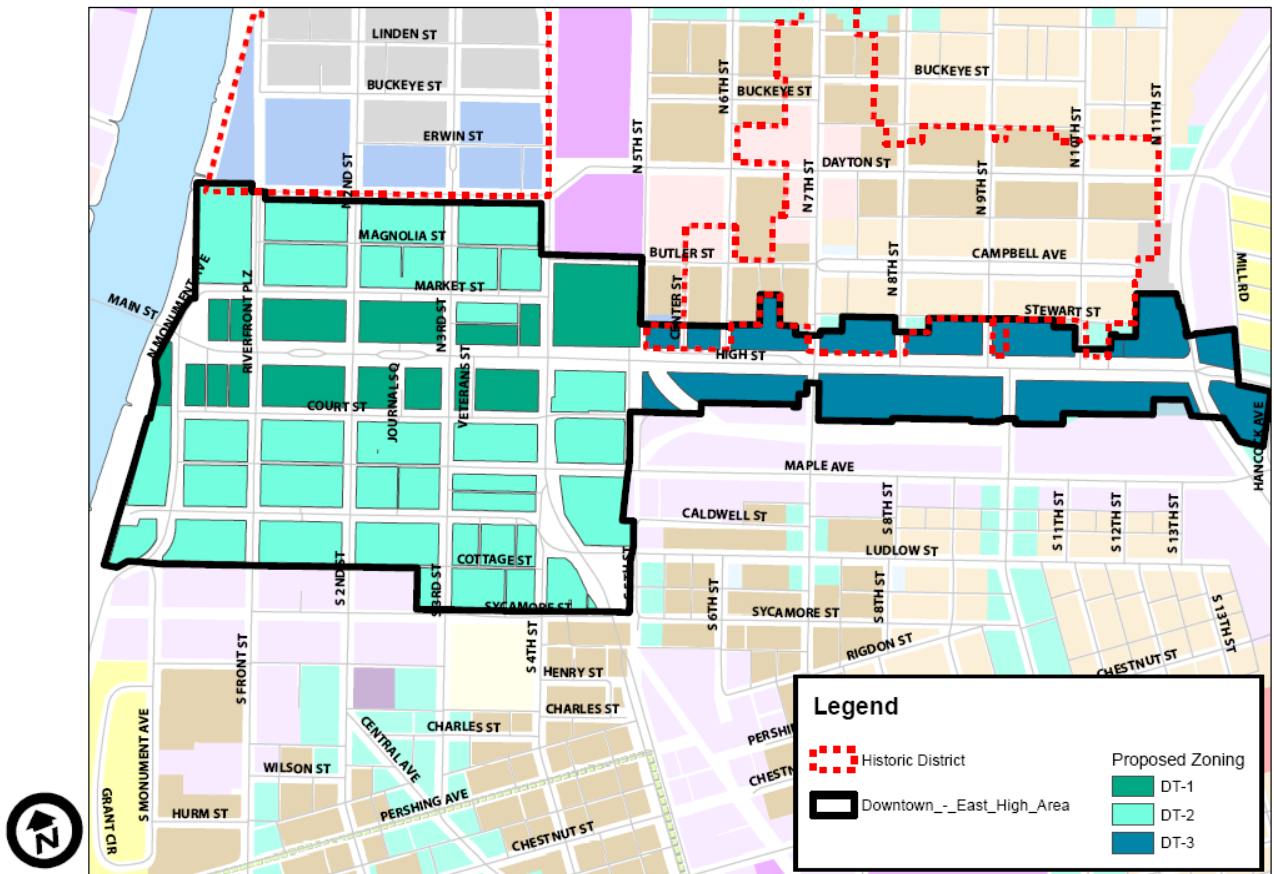 LINDEN ST
BUCKEYE ST
ERWIN ST
N 2ND ST
N 5TH ST
N 6TH ST
BUCKEYE ST
BUCKEYE ST
N 10TH ST
N 11TH ST
DAYTON ST
N 7TH ST
N 9TH ST
MAGNOLIA ST
BUTLER ST
N 8TH ST
CAMPBELL AVE
MILL RD
N MONUMENT AVE
MAIN ST
RIVERFRONT PLZ
MARKET ST
N 3RD ST
CENTER ST
STEWART ST
HIGH ST
VETERANS ST
JOURNAL SQ
COURT ST
HANCOCK AVE
MAPLE AVE
CALDWELL ST
S 8TH ST
S 11TH ST
S 12TH ST
S 13TH ST
LUDLOW ST
COTTAGE ST
S 2ND ST
S 3RD ST
S 5TH ST
SYCAMORE ST
S 6TH ST
SYCAMORE ST
S 8TH ST
S 13TH ST
RIGDON ST
CHESTNUT ST
S FRONT ST
S 4TH ST
HENRY ST
CHARLES ST
CHARLES ST
CENTRAL AVE
S MONUMENT AVE
WILSON ST
PERSHING AVE
GRANT CIR
HURM ST
CHESTNUT ST
PERSHIN
CHESTN
N
Legend
Historic District
Downtown_-_East_High_Area
Proposed Zoning
DT-1
DT-2
DT-3